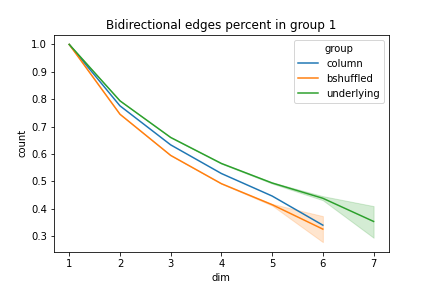 Bidirectional edges percent in group 1
group
column
bshuffled
underlying
count
1.0
0.9
0.8
0.7
0.6
0.5
0.4
0.3
1 2 3 4 5 6 7
dim